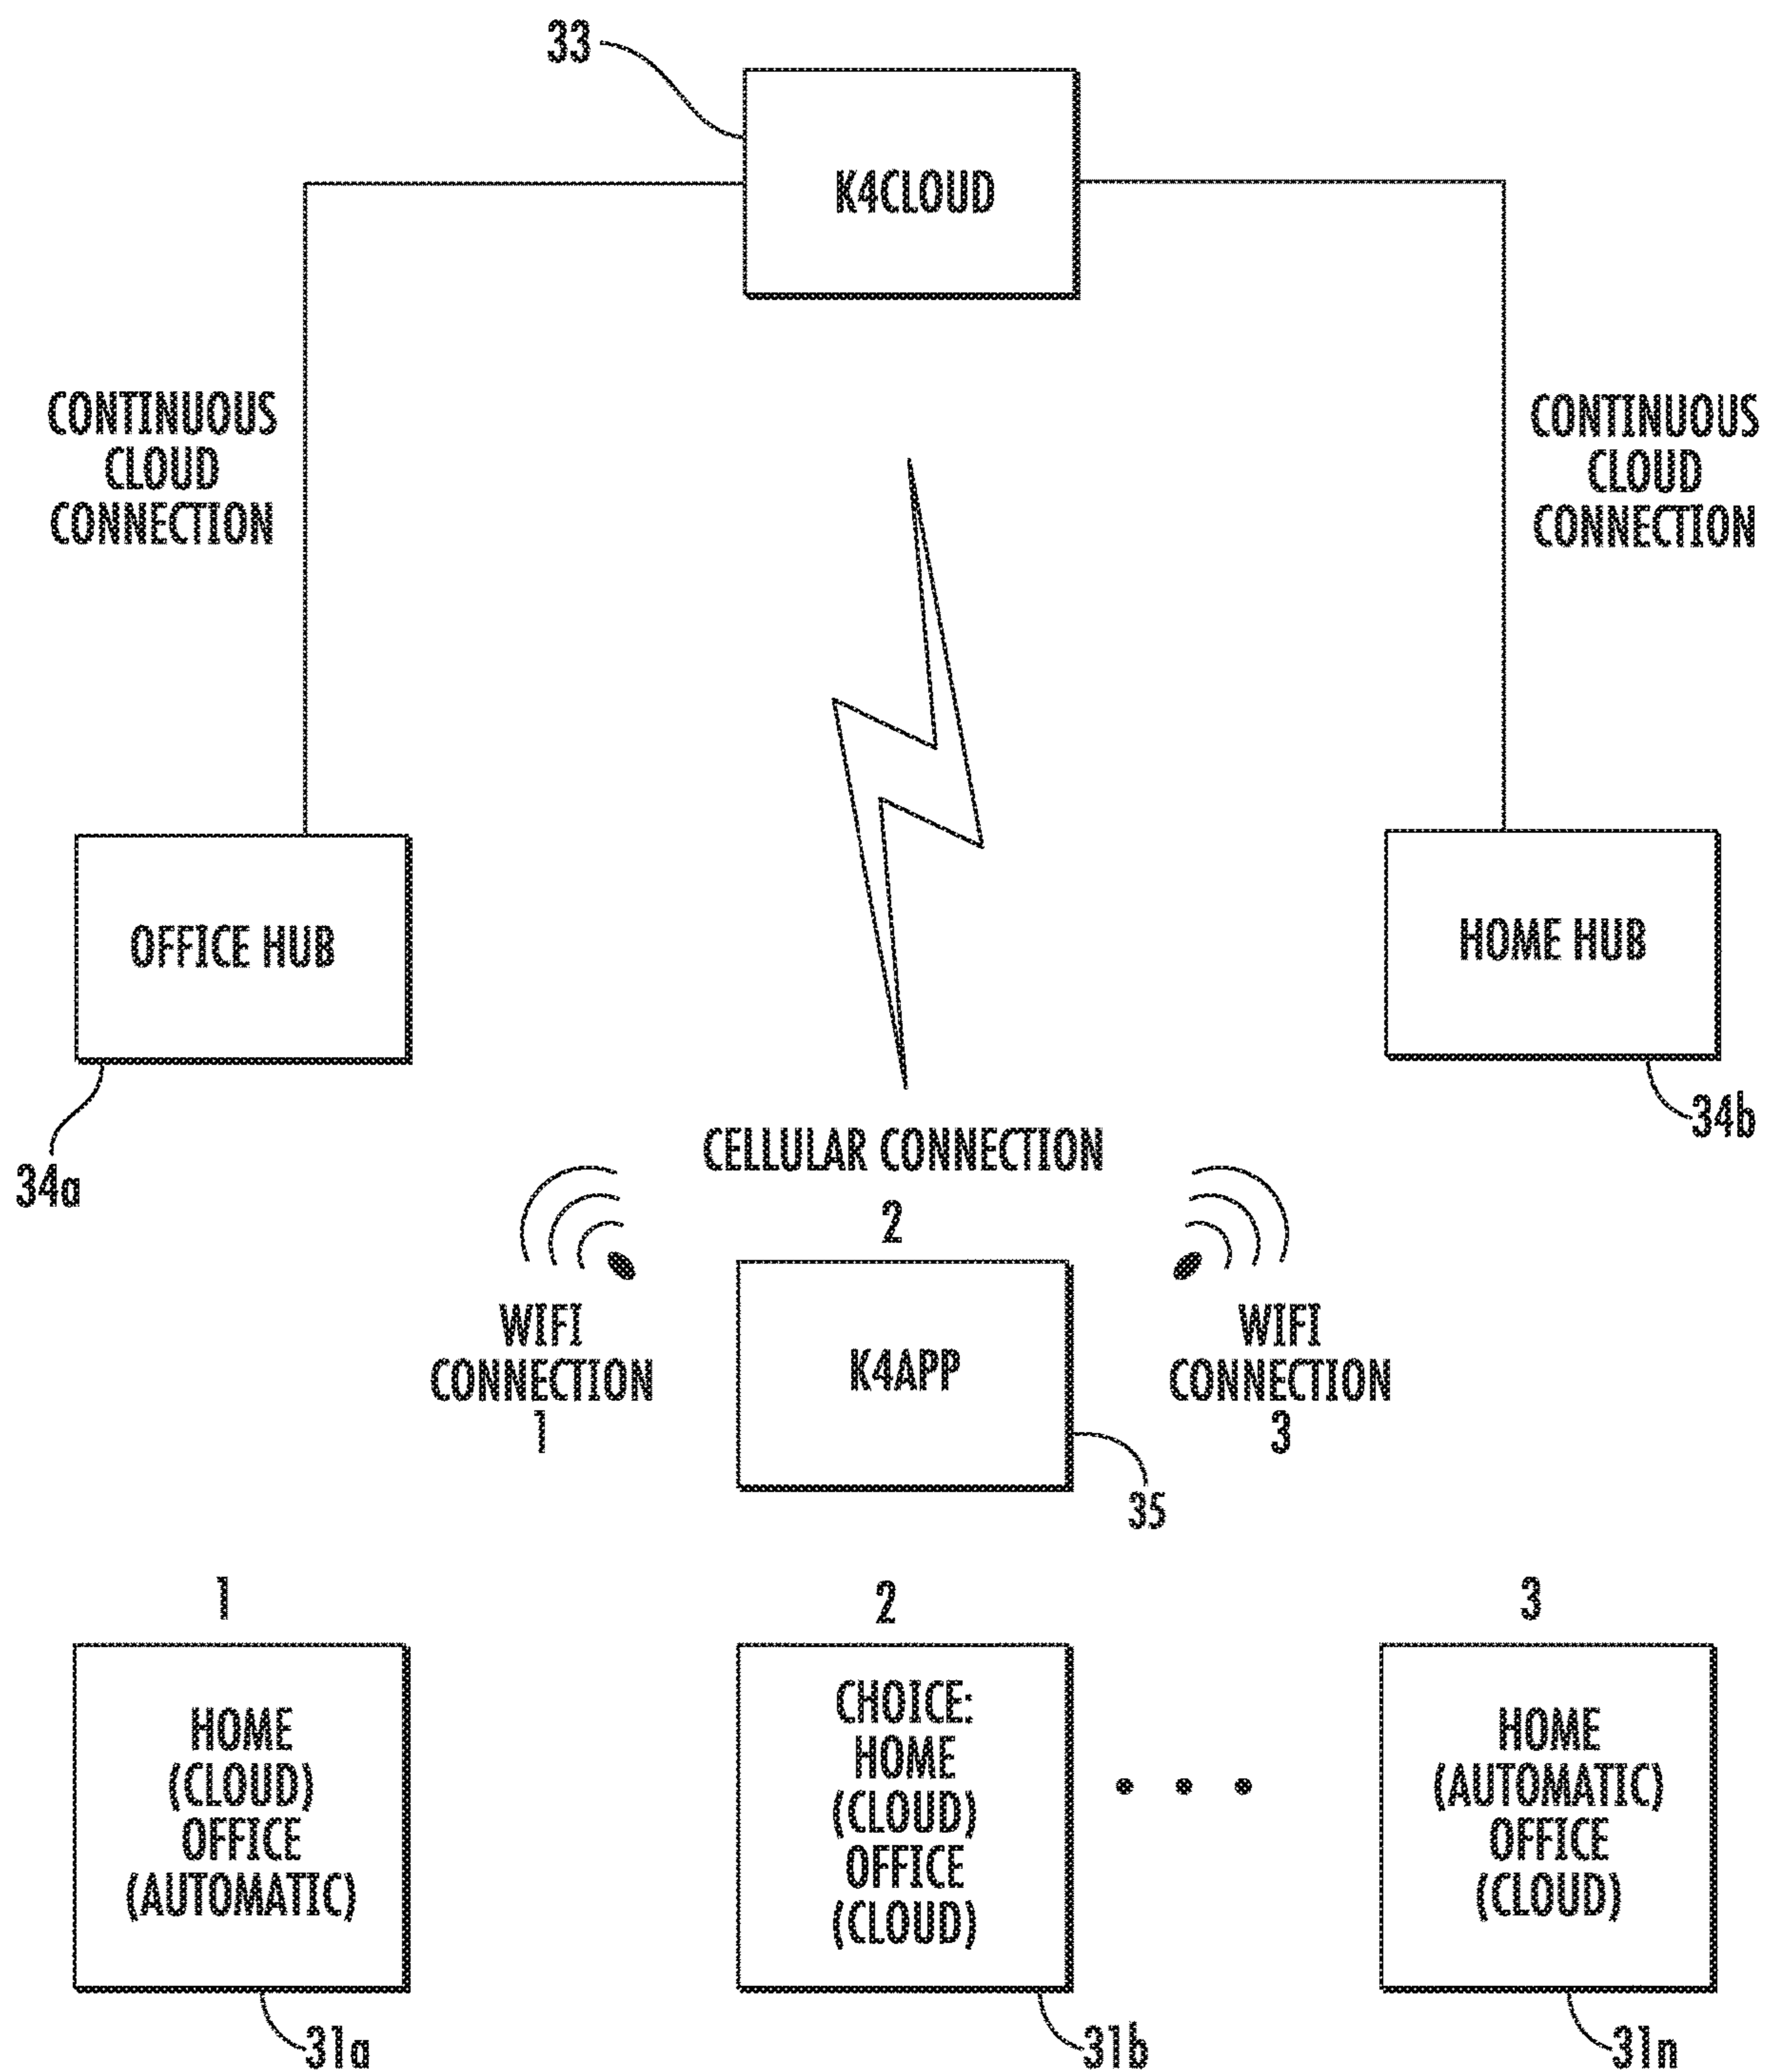 33
K4CLOUD
CONTINUOUS
CLOUD
CONNECTION
CONTINUOUS
CLOUD
CONNECTION
OFFICE HUB
HOME HUB
34a
34b
CELLULAR CONNECTION
2
WIFI
CONNECTION
1
K4APP
WIFI
CONNECTION
3
35
1
2
3
HOME
(CLOUD)
OFFICE
(AUTOMATIC)
CHOICE:
HOME
(CLOUD)
OFFICE
(CLOUD)
HOME
(AUTOMATIC)
OFFICE
(CLOUD)
31a
31b
31n